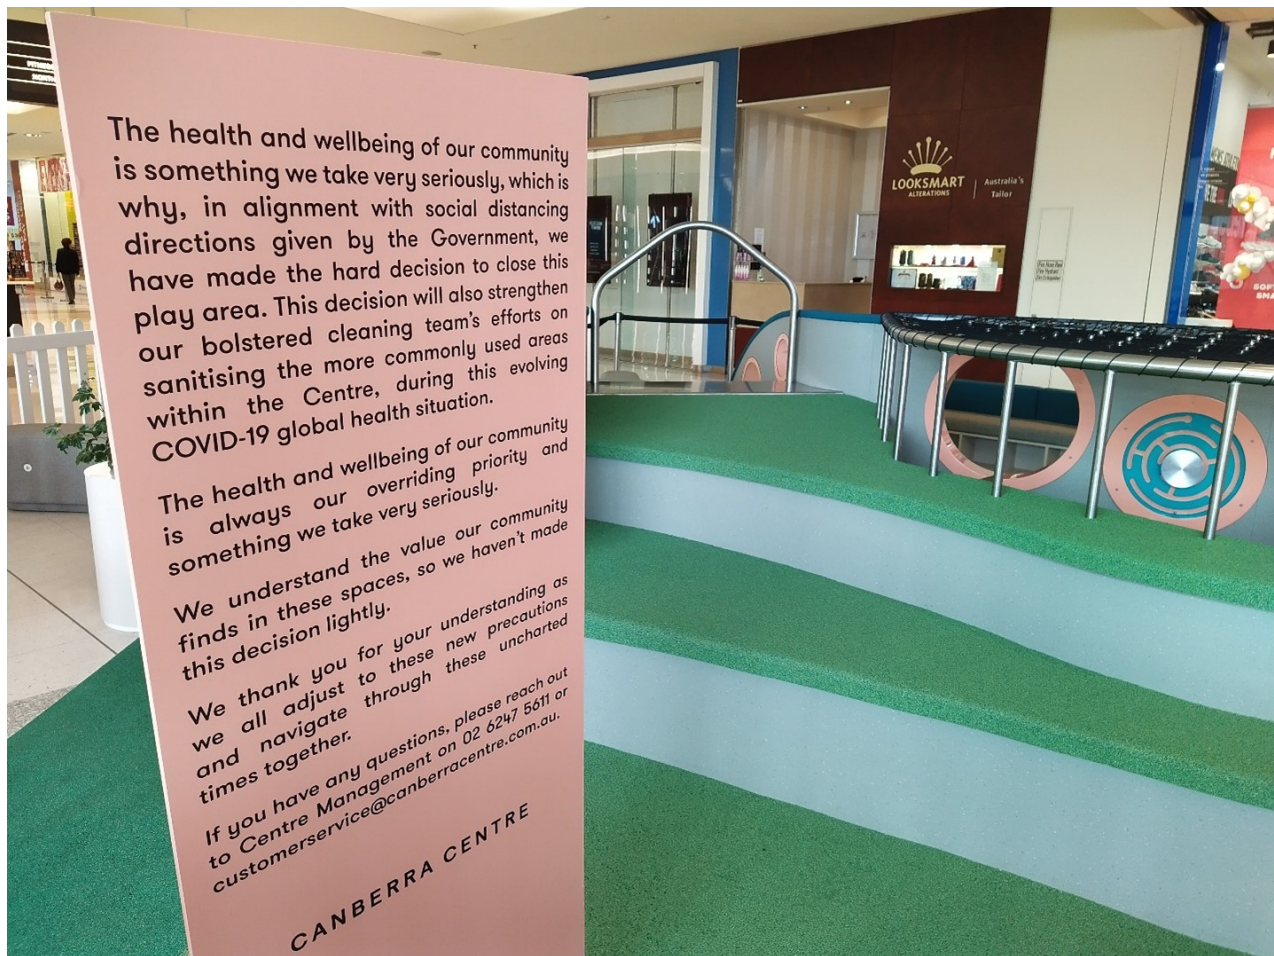 The health and wellbeing of our community
is something we take very seriously, which is
why, in alignment with social distancing
directions given by the Government, we
have made the hard decision to close this
play area. This decision will also strengthen
our bolstered cleaning team's efforts on
sanitising the more commonly used areas
within the Centre, during this evolving
COVID-19 global health situation.
The health and wellbeing of our community
is always our overriding priority and
something we take very seriously.
We understand the value our community
finds in these spaces, so we haven't made
this decision lightly.
We thank you for your understanding as
we all adjust to these new precautions
and navigate through these uncharted
times together.
If you have any questions, please reach out
to Centre Management on 02 6247 5611 or
customerservice@canberracentre.com.au.
CANBERRA CENTRE
LOOKSMART
ALTERATIONS
Australia's
Tailor